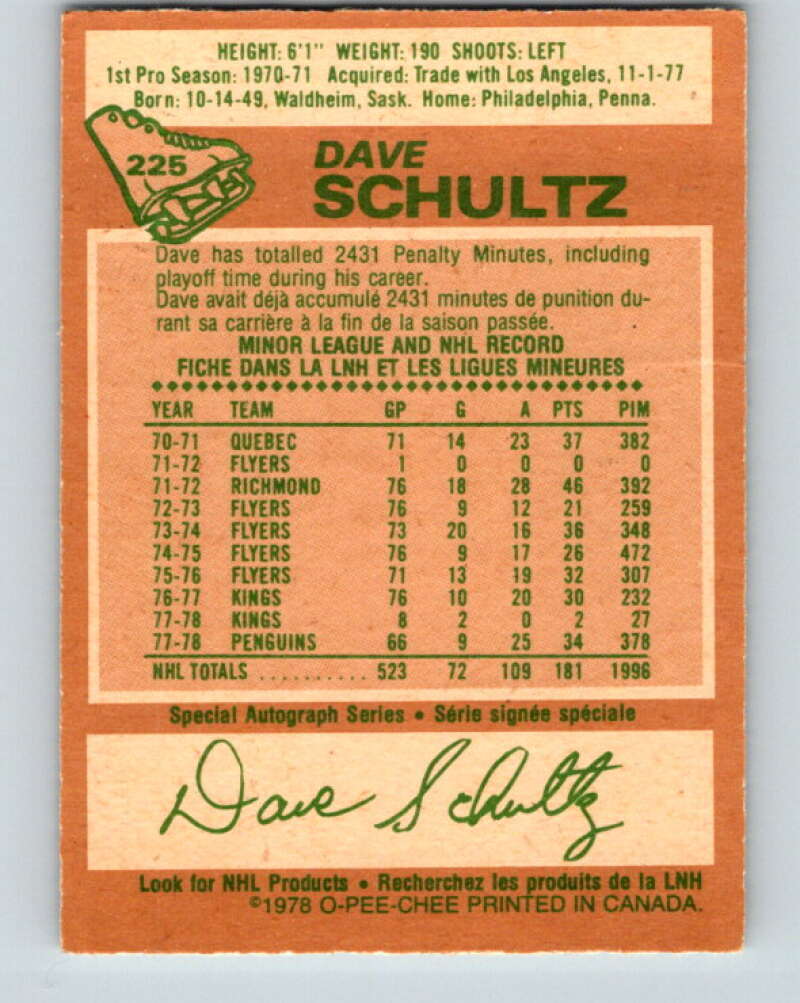 HEIGHT: 6'1" WEIGHT: 190 SHOOTS: LEFT
1st Pro Season: 1970-71 Acquired: Trade with Los Angeles, 11-1-77
Born: 10-14-49, Waldheim, Sask. Home: Philadelphia, Penna.
225
DAVE
SCHULTZ
Dave has totalled 2431 Penalty Minutes, including
playoff time during his career.
Dave avait déjà accumulé 2431 minutes de punition du-
rant sa carrière à la fin de la saison passée.
MINOR LEAGUE AND NHL RECORD
FICHE DANS LA LNH ET LES LIGUES MINEURES
YEAR TEAM GP G A PTS PIM
70-71 QUEBEC 71 14 23 37 382
71-72 FLYERS 1 0 0 0 0
71-72 RICHMOND 76 18 28 46 392
72-73 FLYERS 76 9 12 21 259
73-74 FLYERS 73 20 16 36 348
74-75 FLYERS 76 9 17 26 472
75-76 FLYERS 71 13 19 32 307
76-77 KINGS 76 10 20 30 232
77-78 KINGS 8 2 0 2 27
77-78 PENGUINS 66 9 25 34 378
NHL TOTALS .......... 523 72 109 181 1996
Special Autograph Series • Série signée spéciale
Dave Schultz
Look for NHL Products • Recherchez les produits de la LNH
©1978 O-PEE-CHEE PRINTED IN CANADA.